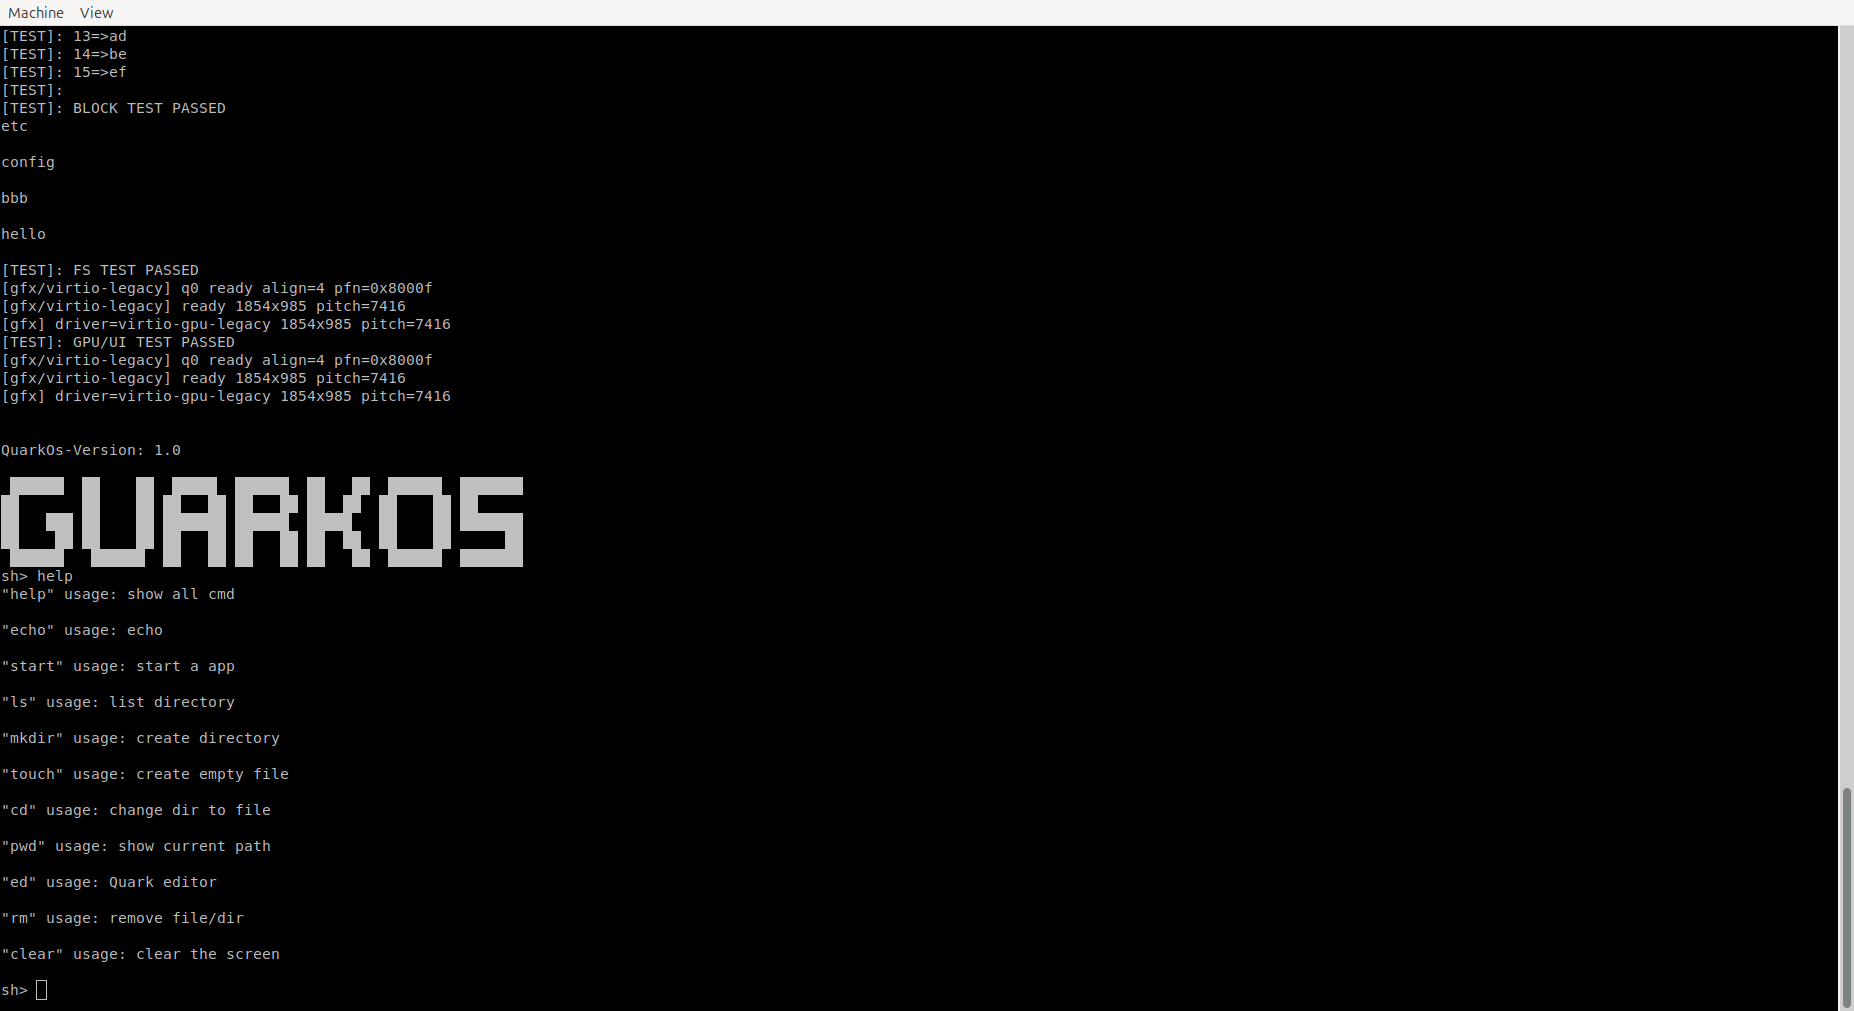 Machine View
[TEST]: 13=>ad
[TEST]: 14=>be
[TEST]: 15=>ef
[TEST]:
[TEST]: BLOCK TEST PASSED
etc
config
bbb
hello
[TEST]: FS TEST PASSED
[gfx/virtio-legacy] q0 ready align=4 pfn=0x8000f
[gfx/virtio-legacy] ready 1854x985 pitch=7416
[gfx] driver=virtio-gpu-legacy 1854x985 pitch=7416
[TEST]: GPU/UI TEST PASSED
[gfx/virtio-legacy] q0 ready align=4 pfn=0x8000f
[gfx/virtio-legacy] ready 1854x985 pitch=7416
[gfx] driver=virtio-gpu-legacy 1854x985 pitch=7416
QuarkOs-Version: 1.0
GUARKOS
sh> help
"help" usage: show all cmd
"echo" usage: echo
"start" usage: start a app
"ls" usage: list directory
"mkdir" usage: create directory
"touch" usage: create empty file
"cd" usage: change dir to file
"pwd" usage: show current path
"ed" usage: Quark editor
"rm" usage: remove file/dir
"clear" usage: clear the screen
sh>